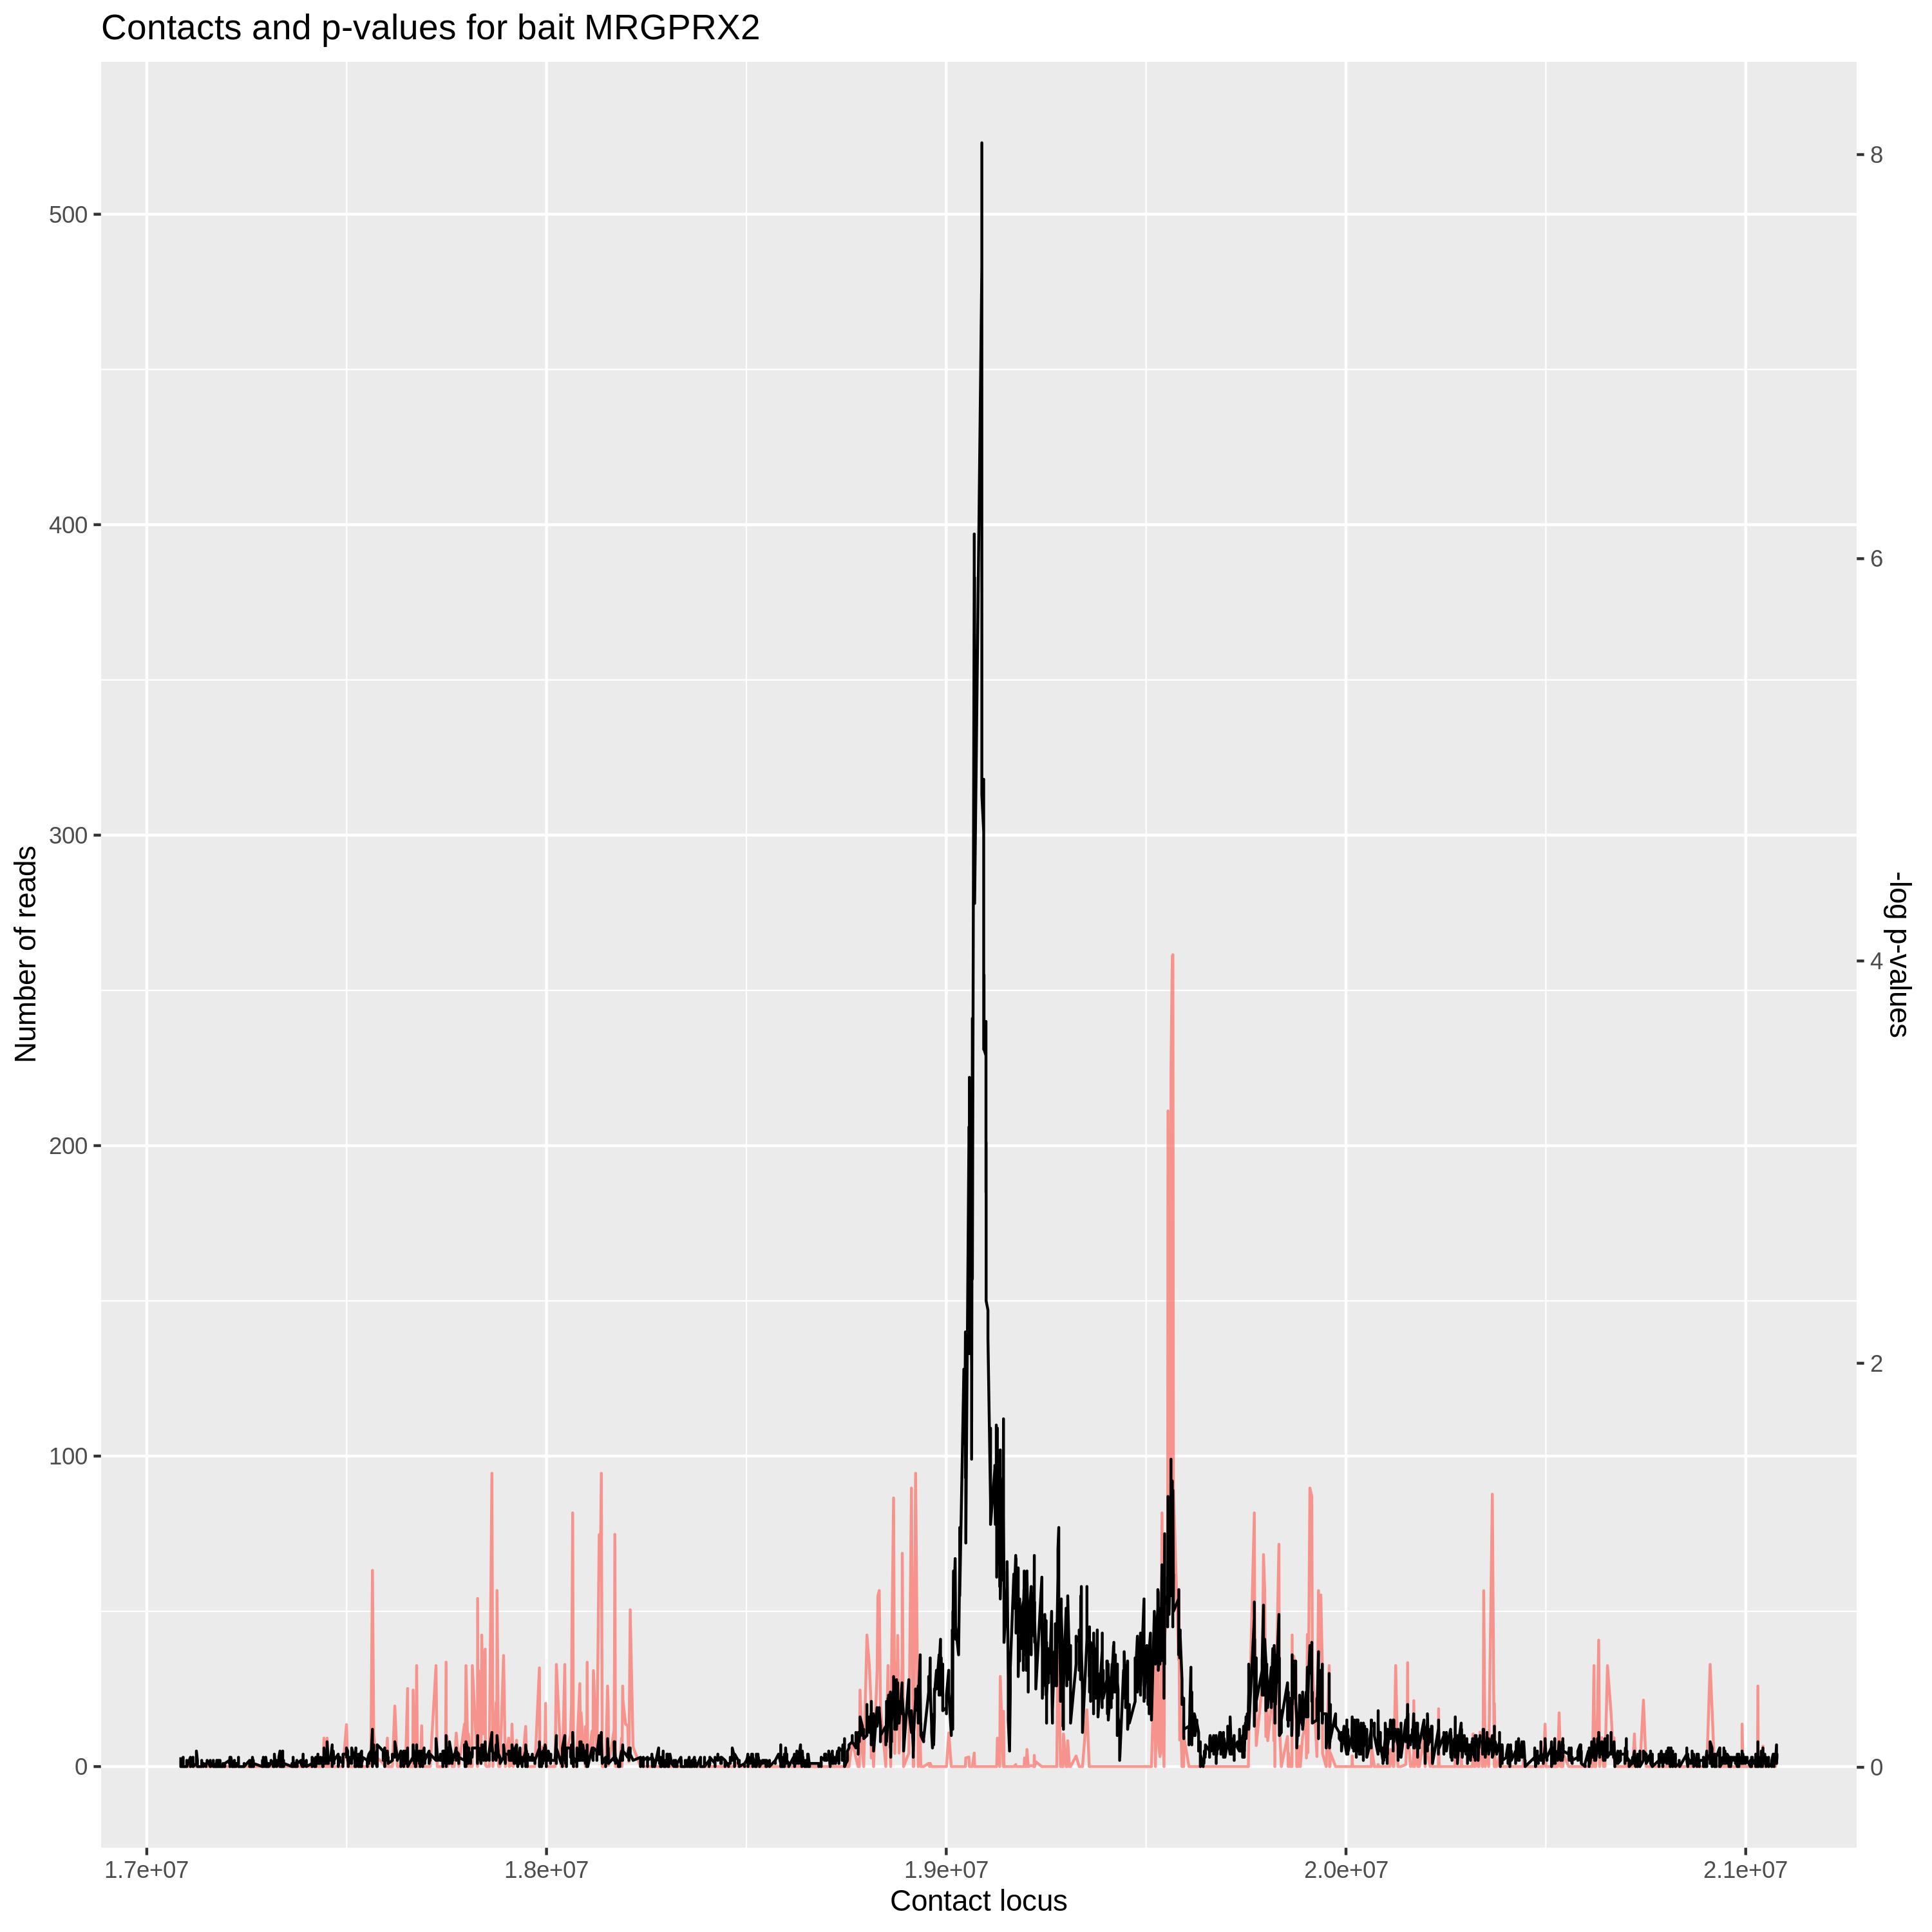 Contacts and p-values for bait MRGPRX2
Number of reads
500
400
300
200
100
0
8
6
4
2
0
-log p-values
1.7e+07
1.8e+07
1.9e+07
2.0e+07
2.1e+07
Contact locus